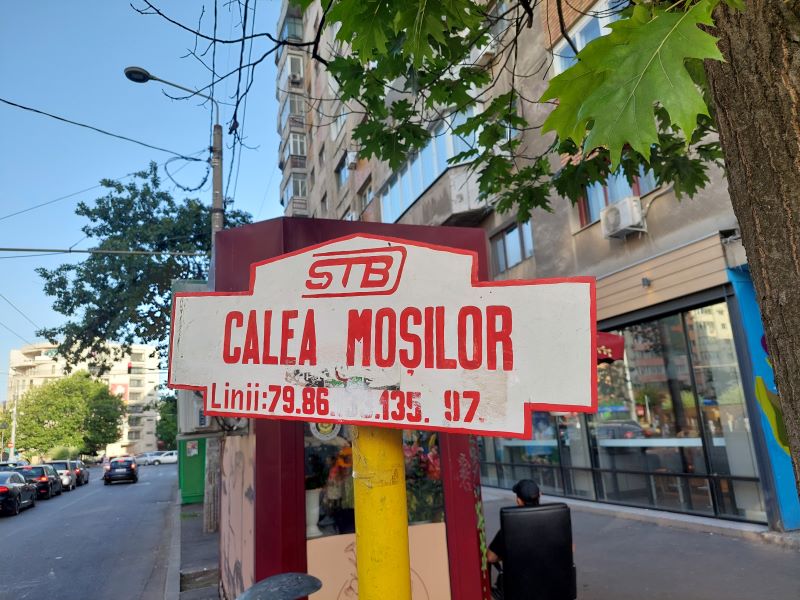 STB
CALEA MOȘILOR
Linii: 79.86. 135. 97.